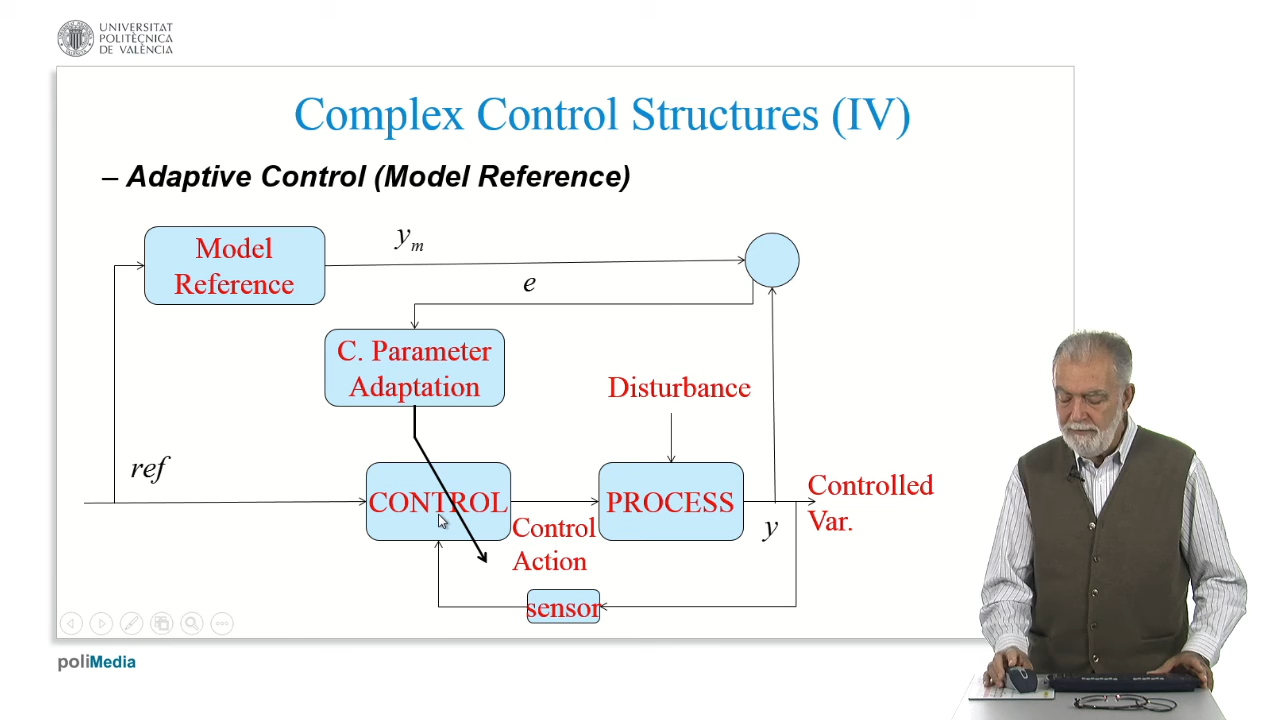 UNIVERSITAT
POLITÈCNICA
DE VALÈNCIA
Complex Control Structures (IV)
– Adaptive Control (Model Reference)
Model
Reference
yₘ
e
C. Parameter
Adaptation
Disturbance
ref
CONTROL
PROCESS
Controlled
Var.
Control
Action
y
sensor
poliMedia